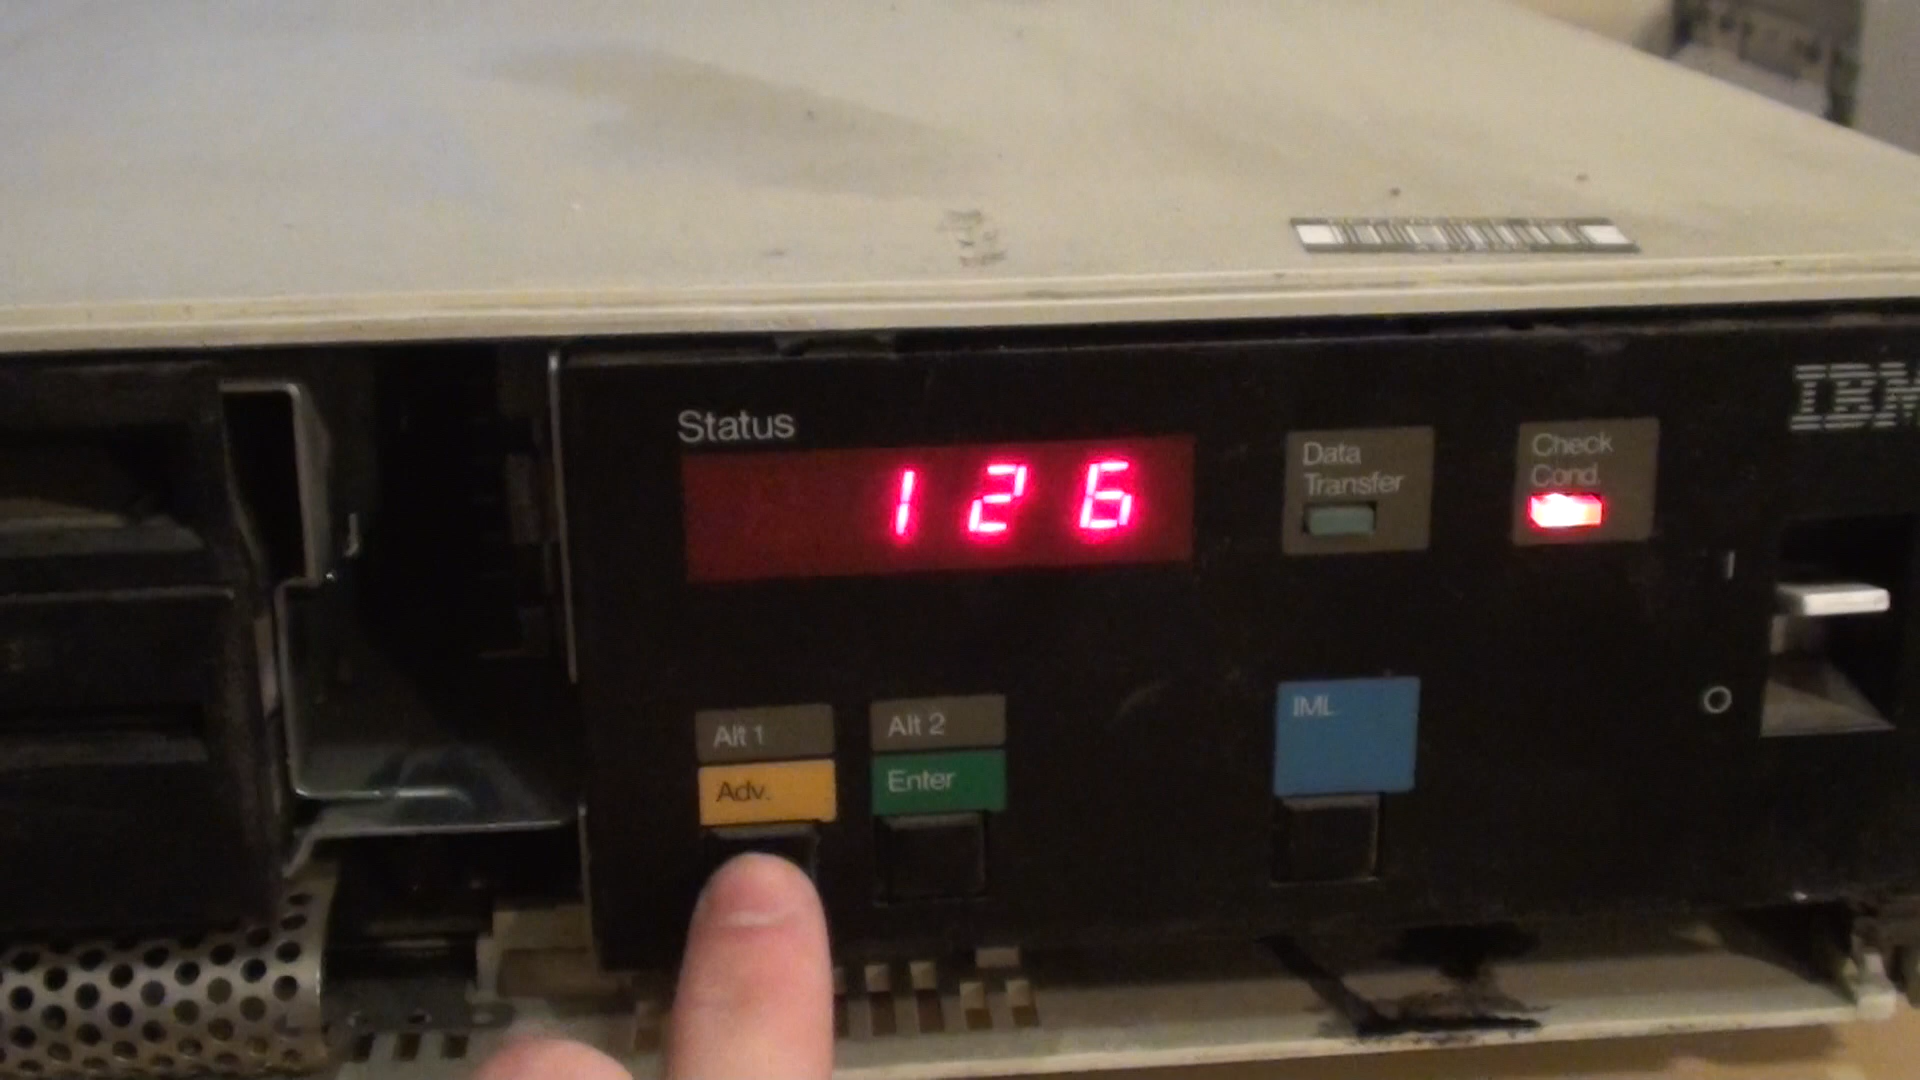 Status
126
Data
Transfer
Check
Cond.
IBM
Alt 1
Adv.
Alt 2
Enter
IML